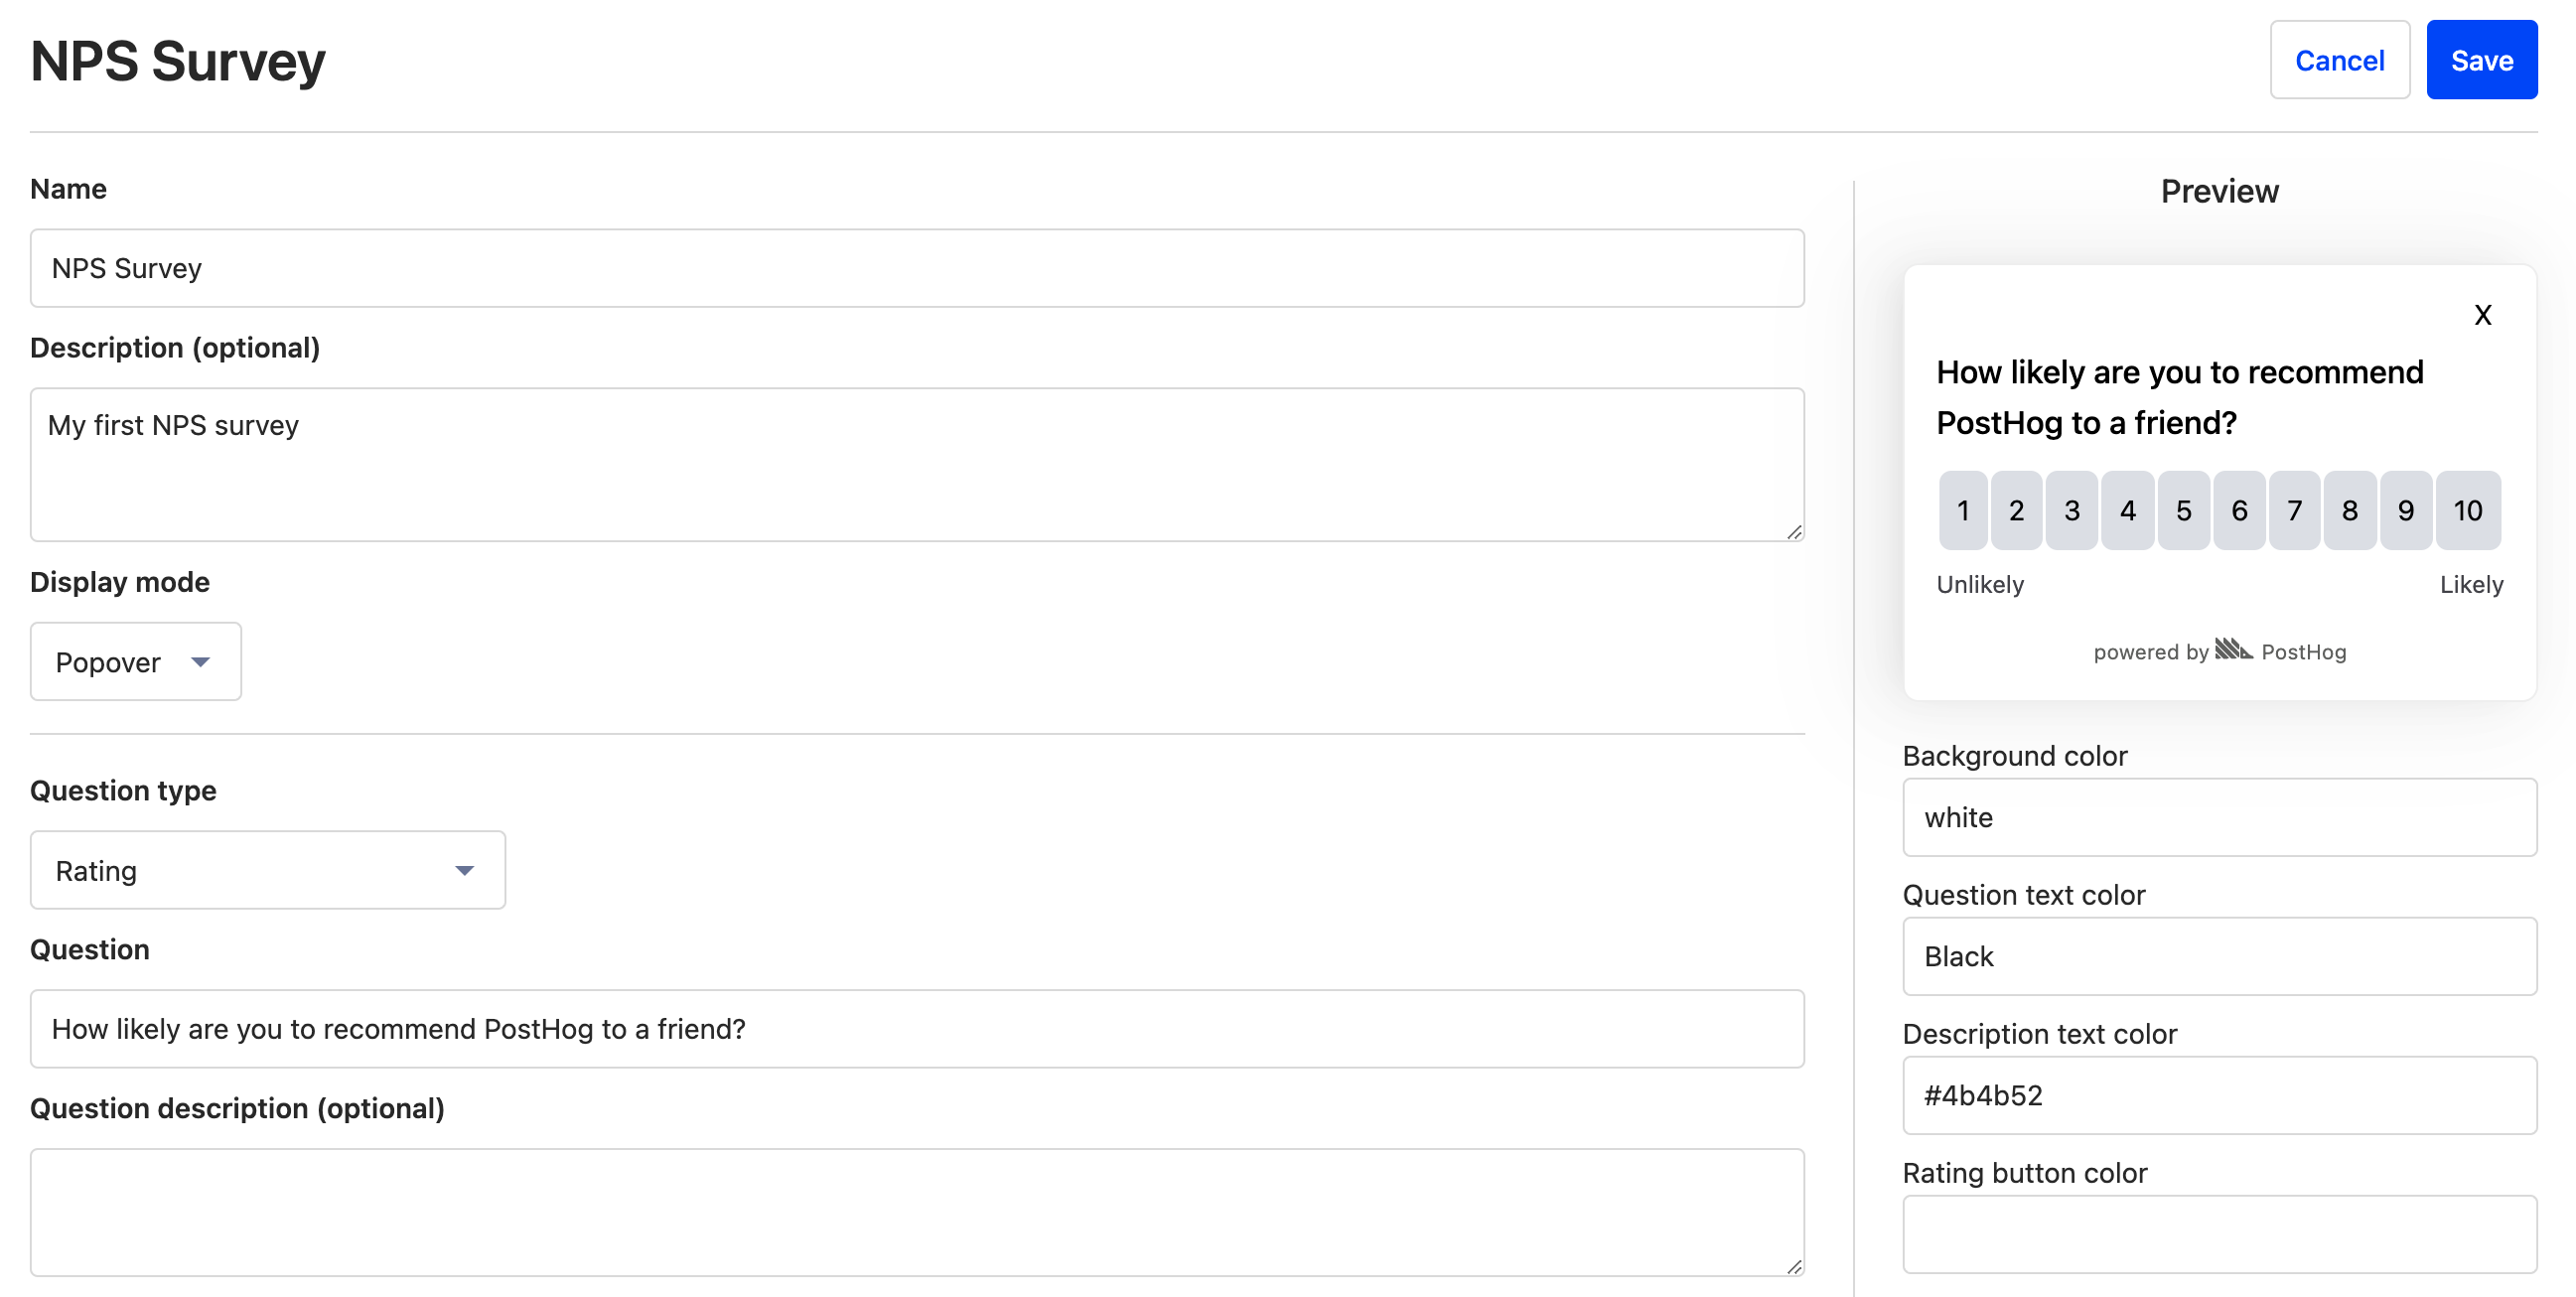 NPS Survey
Cancel
Save
Name
NPS Survey
Description (optional)
My first NPS survey
Display mode
Popover
Question type
Rating
Question
How likely are you to recommend PostHog to a friend?
Question description (optional)
Preview
X
How likely are you to recommend
PostHog to a friend?
1 2 3 4 5 6 7 8 9 10
Unlikely Likely
powered by PostHog
Background color
white
Question text color
Black
Description text color
#4b4b52
Rating button color